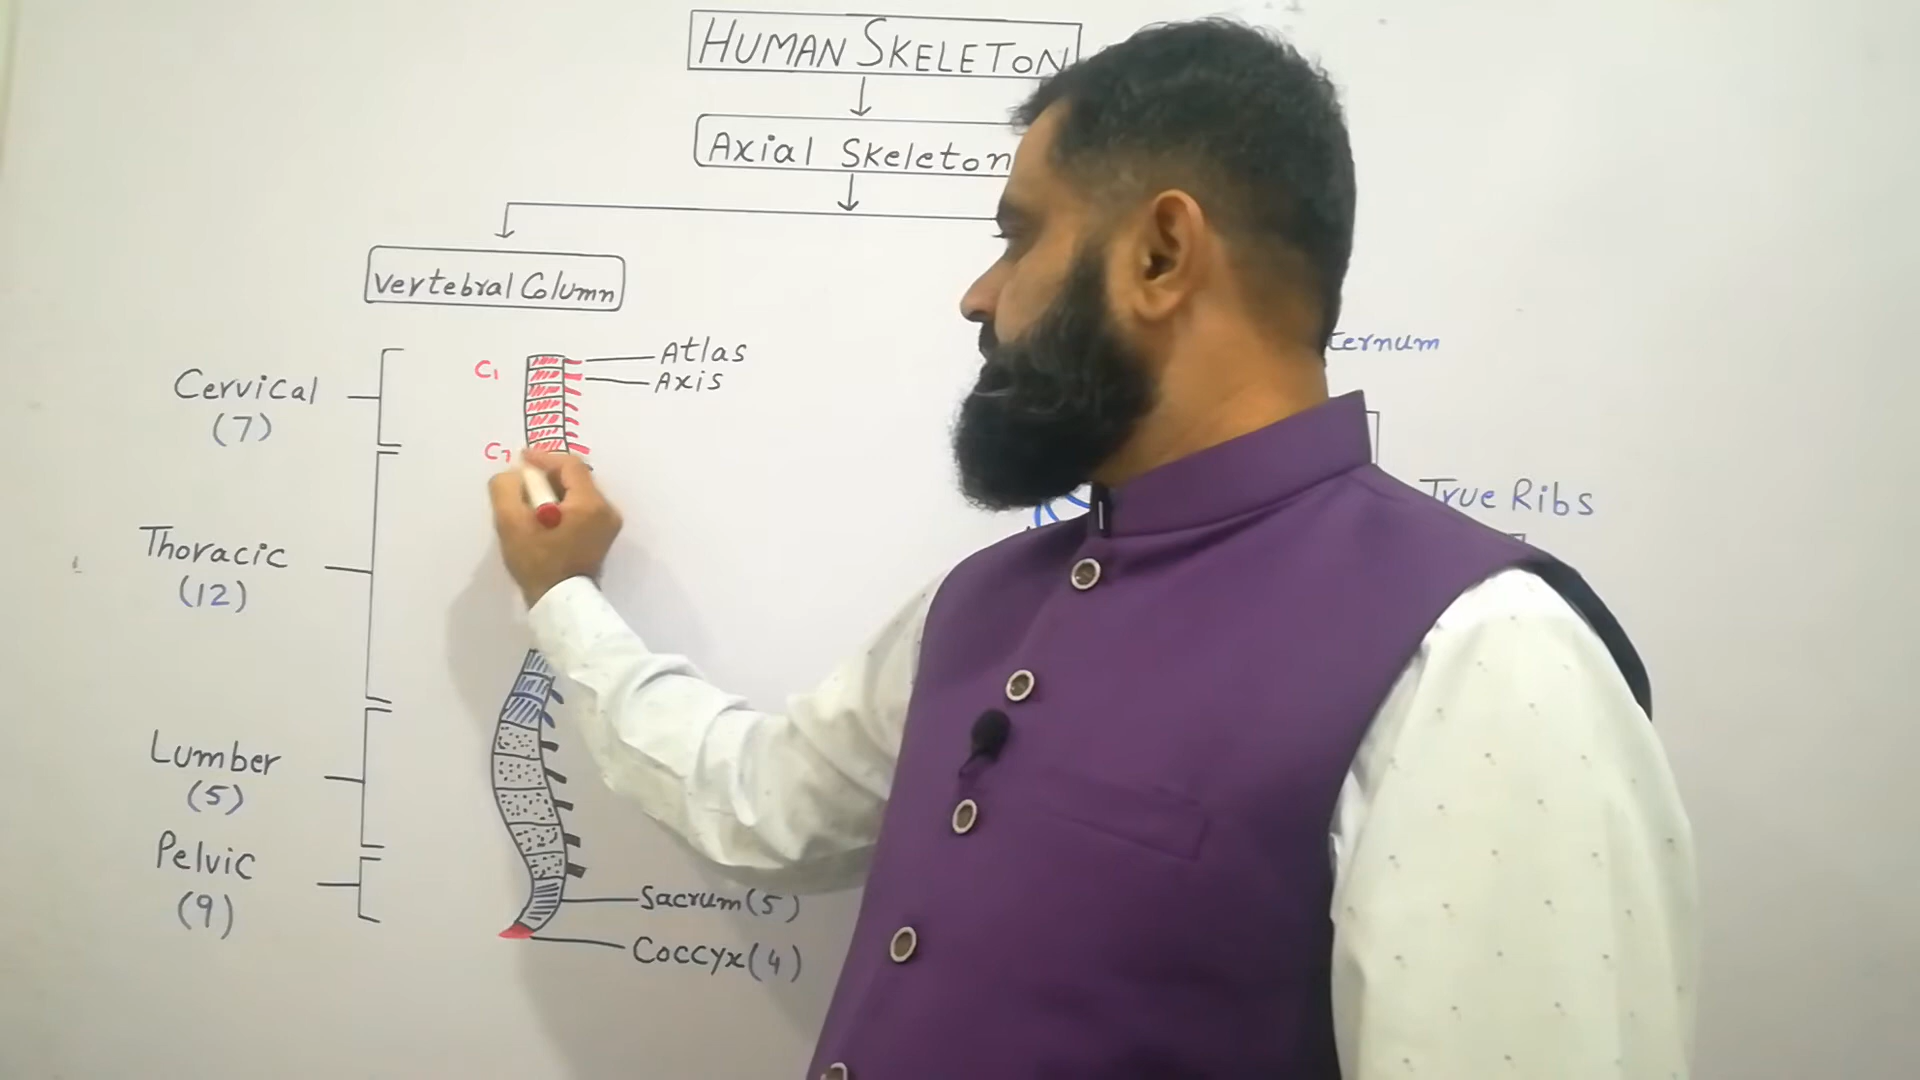 HUMAN SKELETON
Axial Skeleton
Vertebral Column
Atlas
C1
Axis
Cervical
(7)
C7
ternum
True Ribs
Thoracic
(12)
Lumber
(5)
Pelvic
(9)
Sacrum(5)
Coccyx(4)